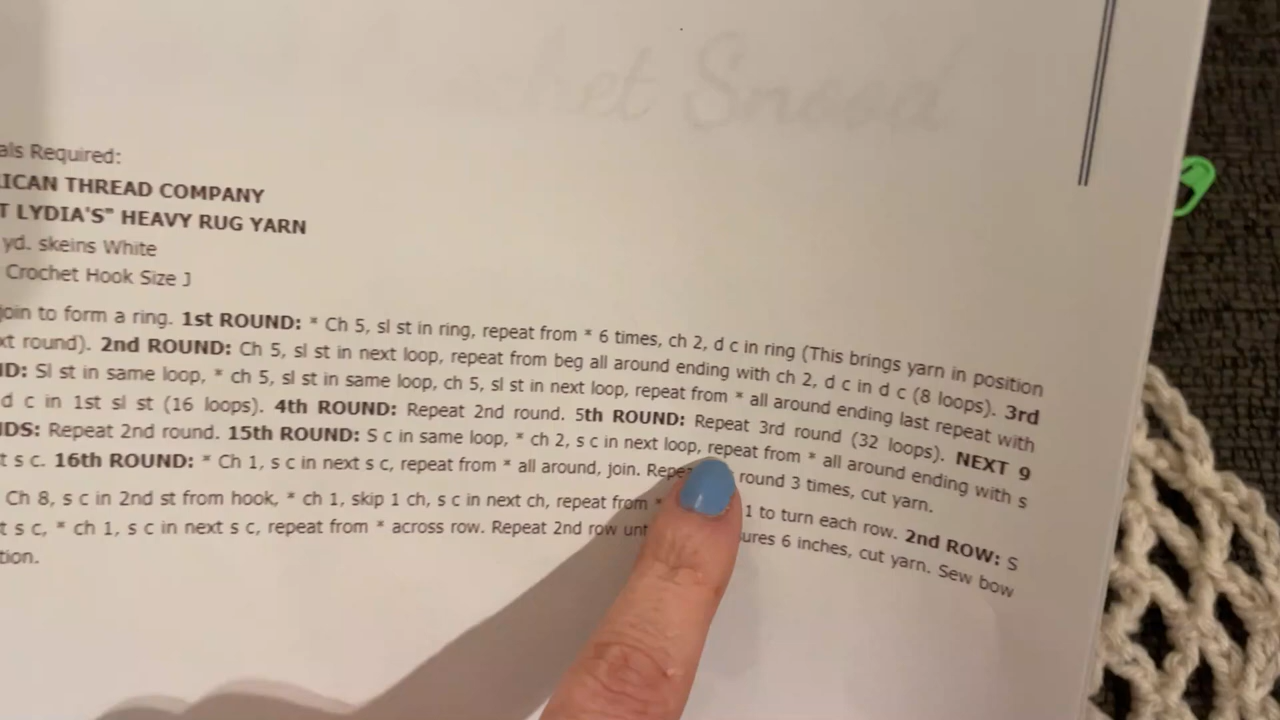 het Snood
als Required:
ICAN THREAD COMPANY
T LYDIA'S" HEAVY RUG YARN
yd. skeins White
Crochet Hook Size J
join to form a ring. 1st ROUND: * Ch 5, sl st in ring, repeat from * 6 times, ch 2, d c in ring (This brings yarn in position
xt round). 2nd ROUND: Ch 5, sl st in next loop, repeat from beg all around ending with ch 2, d c in d c (8 loops). 3rd
ND: Sl st in same loop, * ch 5, sl st in same loop, ch 5, sl st in next loop, repeat from * all around ending last repeat with
d c in 1st sl st (16 loops). 4th ROUND: Repeat 2nd round. 5th ROUND: Repeat 3rd round (32 loops). NEXT 9
NDS: Repeat 2nd round. 15th ROUND: S c in same loop, * ch 2, s c in next loop, repeat from * all around ending with s
t s c. 16th ROUND: * Ch 1, s c in next s c, repeat from * all around, join. Repe round 3 times, cut yarn.
Ch 8, s c in 2nd st from hook, * ch 1, skip 1 ch, s c in next ch, repeat from * 1 to turn each row. 2nd ROW: S
t s c, * ch 1, s c in next s c, repeat from * across row. Repeat 2nd row unt ures 6 inches, cut yarn. Sew bow
tion.